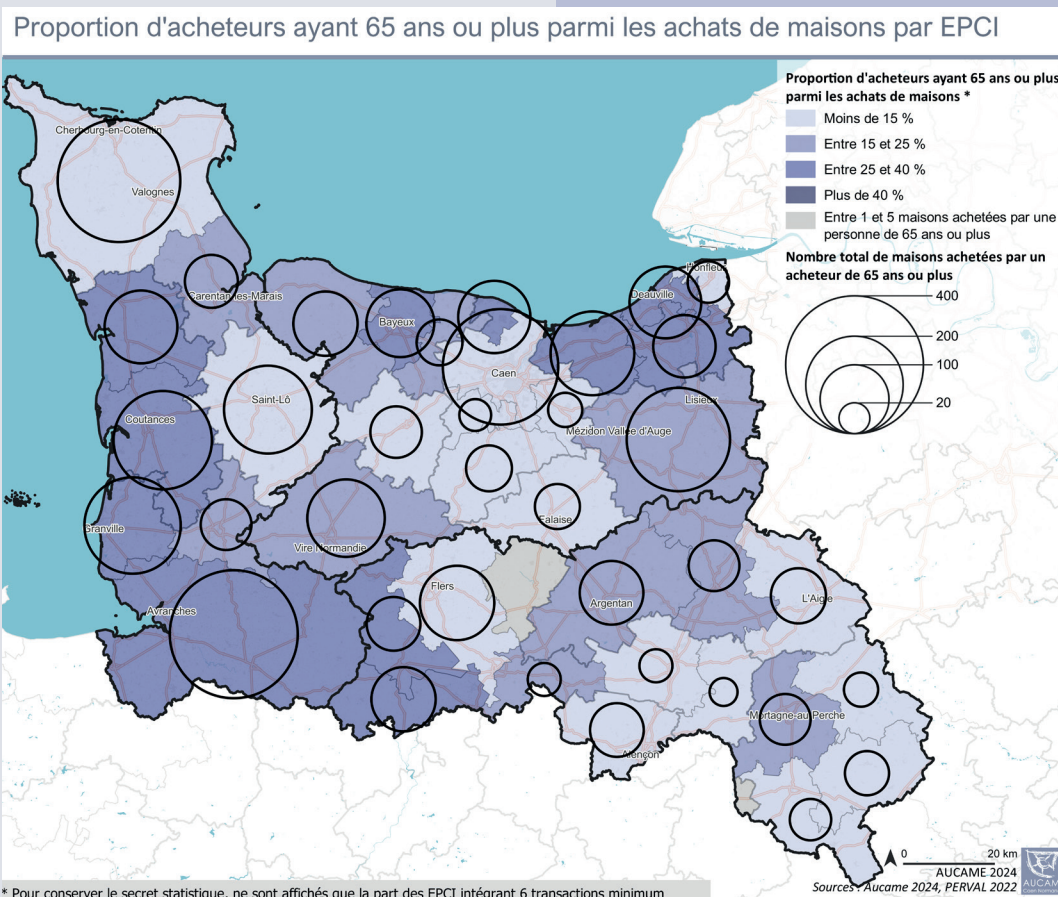 Proportion d'acheteurs ayant 65 ans ou plus parmi les achats de maisons par EPCI
Proportion d'acheteurs ayant 65 ans ou plus
parmi les achats de maisons *
Moins de 15 %
Entre 15 et 25 %
Entre 25 et 40 %
Plus de 40 %
Entre 1 et 5 maisons achetées par une
personne de 65 ans ou plus
Nombre total de maisons achetées par un
acheteur de 65 ans ou plus
400
200
100
20
Cherbourg-en-Cotentin
Valognes
Carentan-les-Marais
Honfleur
Deauville
Bayeux
Caen
Saint-Lô
Lisieux
Coutances
Mézidon Vallée d'Auge
Granville
Falaise
Vire Normandie
Flers
Argentan
L'Aigle
Avranches
Mortagne-au-Perche
Alençon
0 20 km
AUCAME 2024
Sources : Aucame 2024, PERVAL 2022
AUCAME
Caen Normandie
* Pour conserver le secret statistique, ne sont affichés que la part des EPCI intégrant 6 transactions minimum